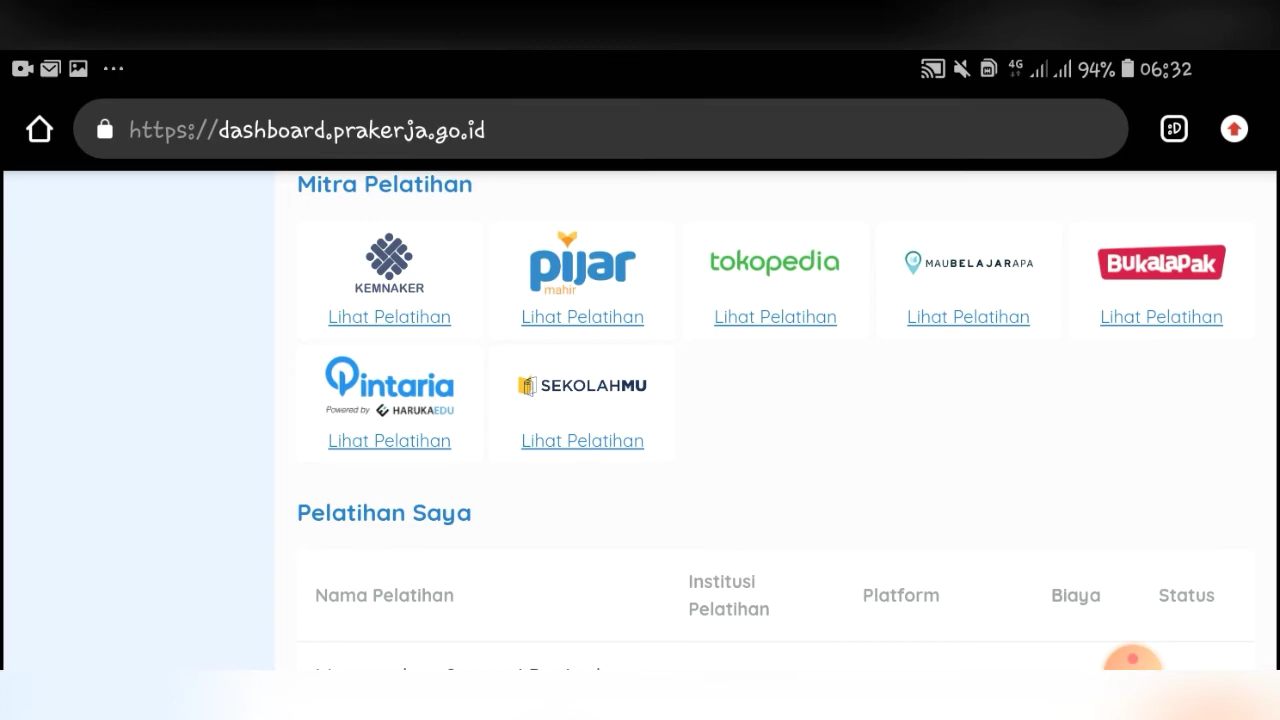 4G 94% 06:32
https://dashboard.prakerja.go.id
:D
Mitra Pelatihan
KEMNAKER
Lihat Pelatihan
pijar
mahir
Lihat Pelatihan
tokopedia
Lihat Pelatihan
MAUBELAJARAPA
Lihat Pelatihan
BukaLapak
Lihat Pelatihan
Pintaria
Powered by HARUKAEDU
Lihat Pelatihan
SEKOLAHMU
Lihat Pelatihan
Pelatihan Saya
Nama Pelatihan
Institusi
Pelatihan
Platform
Biaya
Status